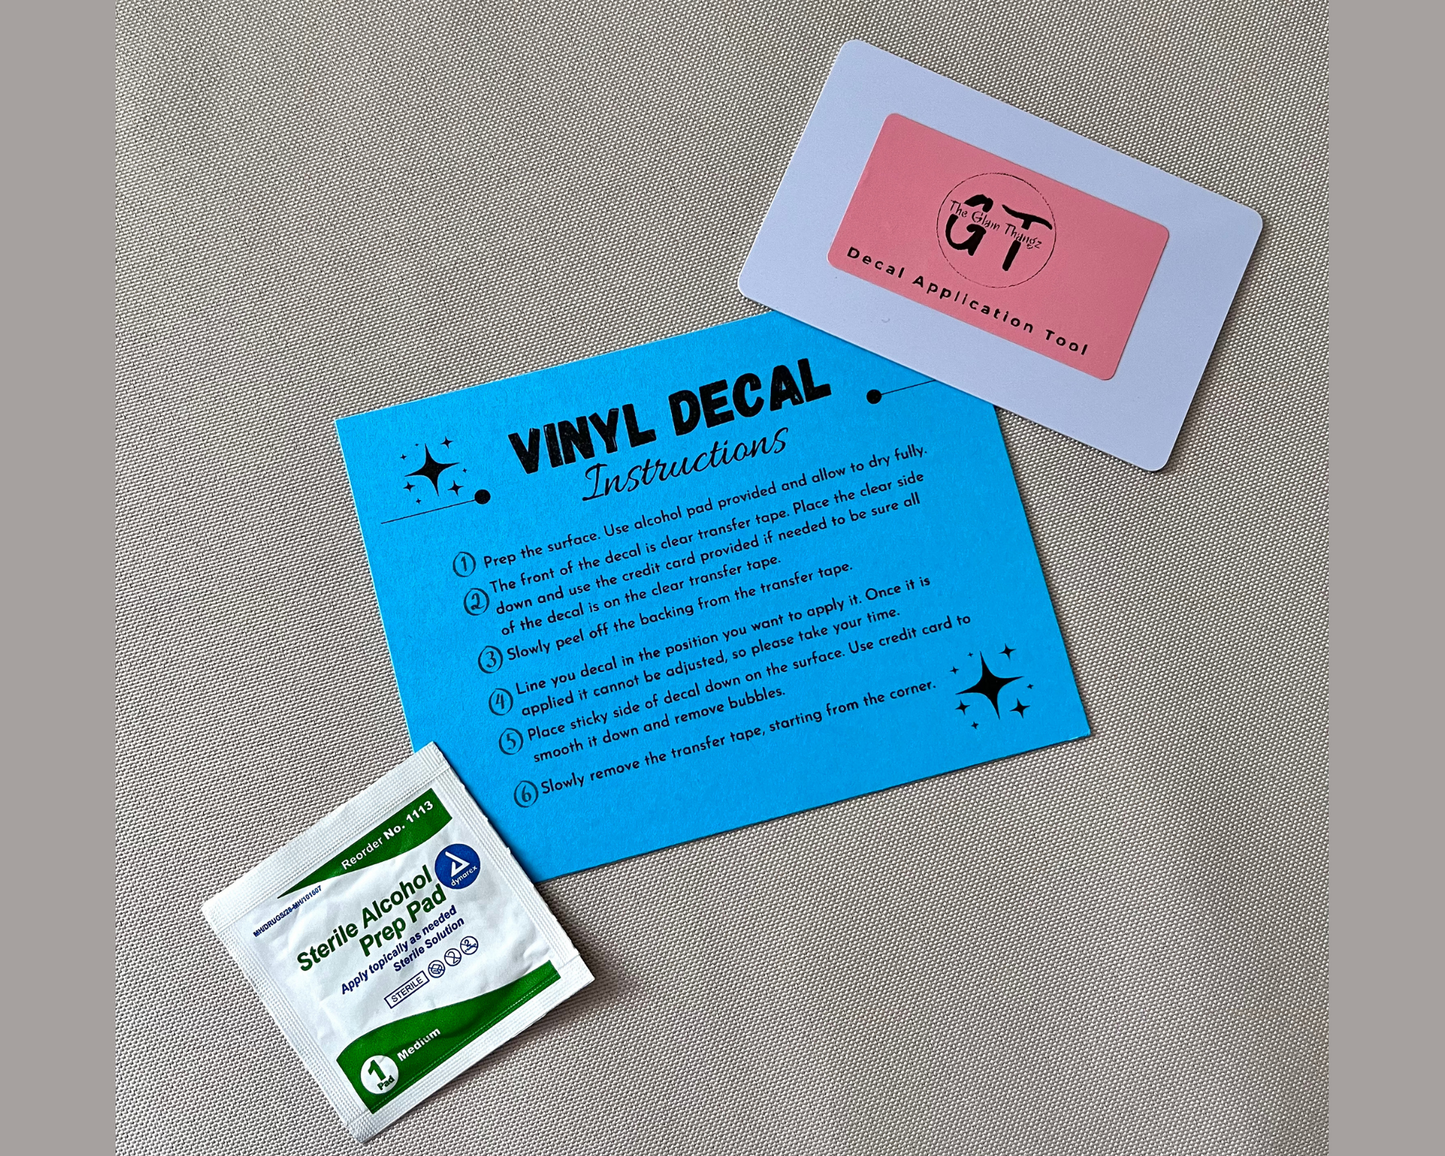 GT
The Glam Thangz
Decal Application Tool
VINYL DECAL
Instructions
1 Prep the surface. Use alcohol pad provided and allow to dry fully.
2 The front of the decal is clear transfer tape. Place the clear side
down and use the credit card provided if needed to be sure all
of the decal is on the clear transfer tape.
3 Slowly peel off the backing from the transfer tape.
4 Line you decal in the position you want to apply it. Once it is
applied it cannot be adjusted, so please take your time.
5 Place sticky side of decal down on the surface. Use credit card to
smooth it down and remove bubbles.
6 Slowly remove the transfer tape, starting from the corner.
Reorder No. 1113
MH/DRUGS/28-MH/101607
dynarex
Sterile Alcohol
Prep Pad
Apply topically as needed
Sterile Solution
STERILE
1
Pad
Medium